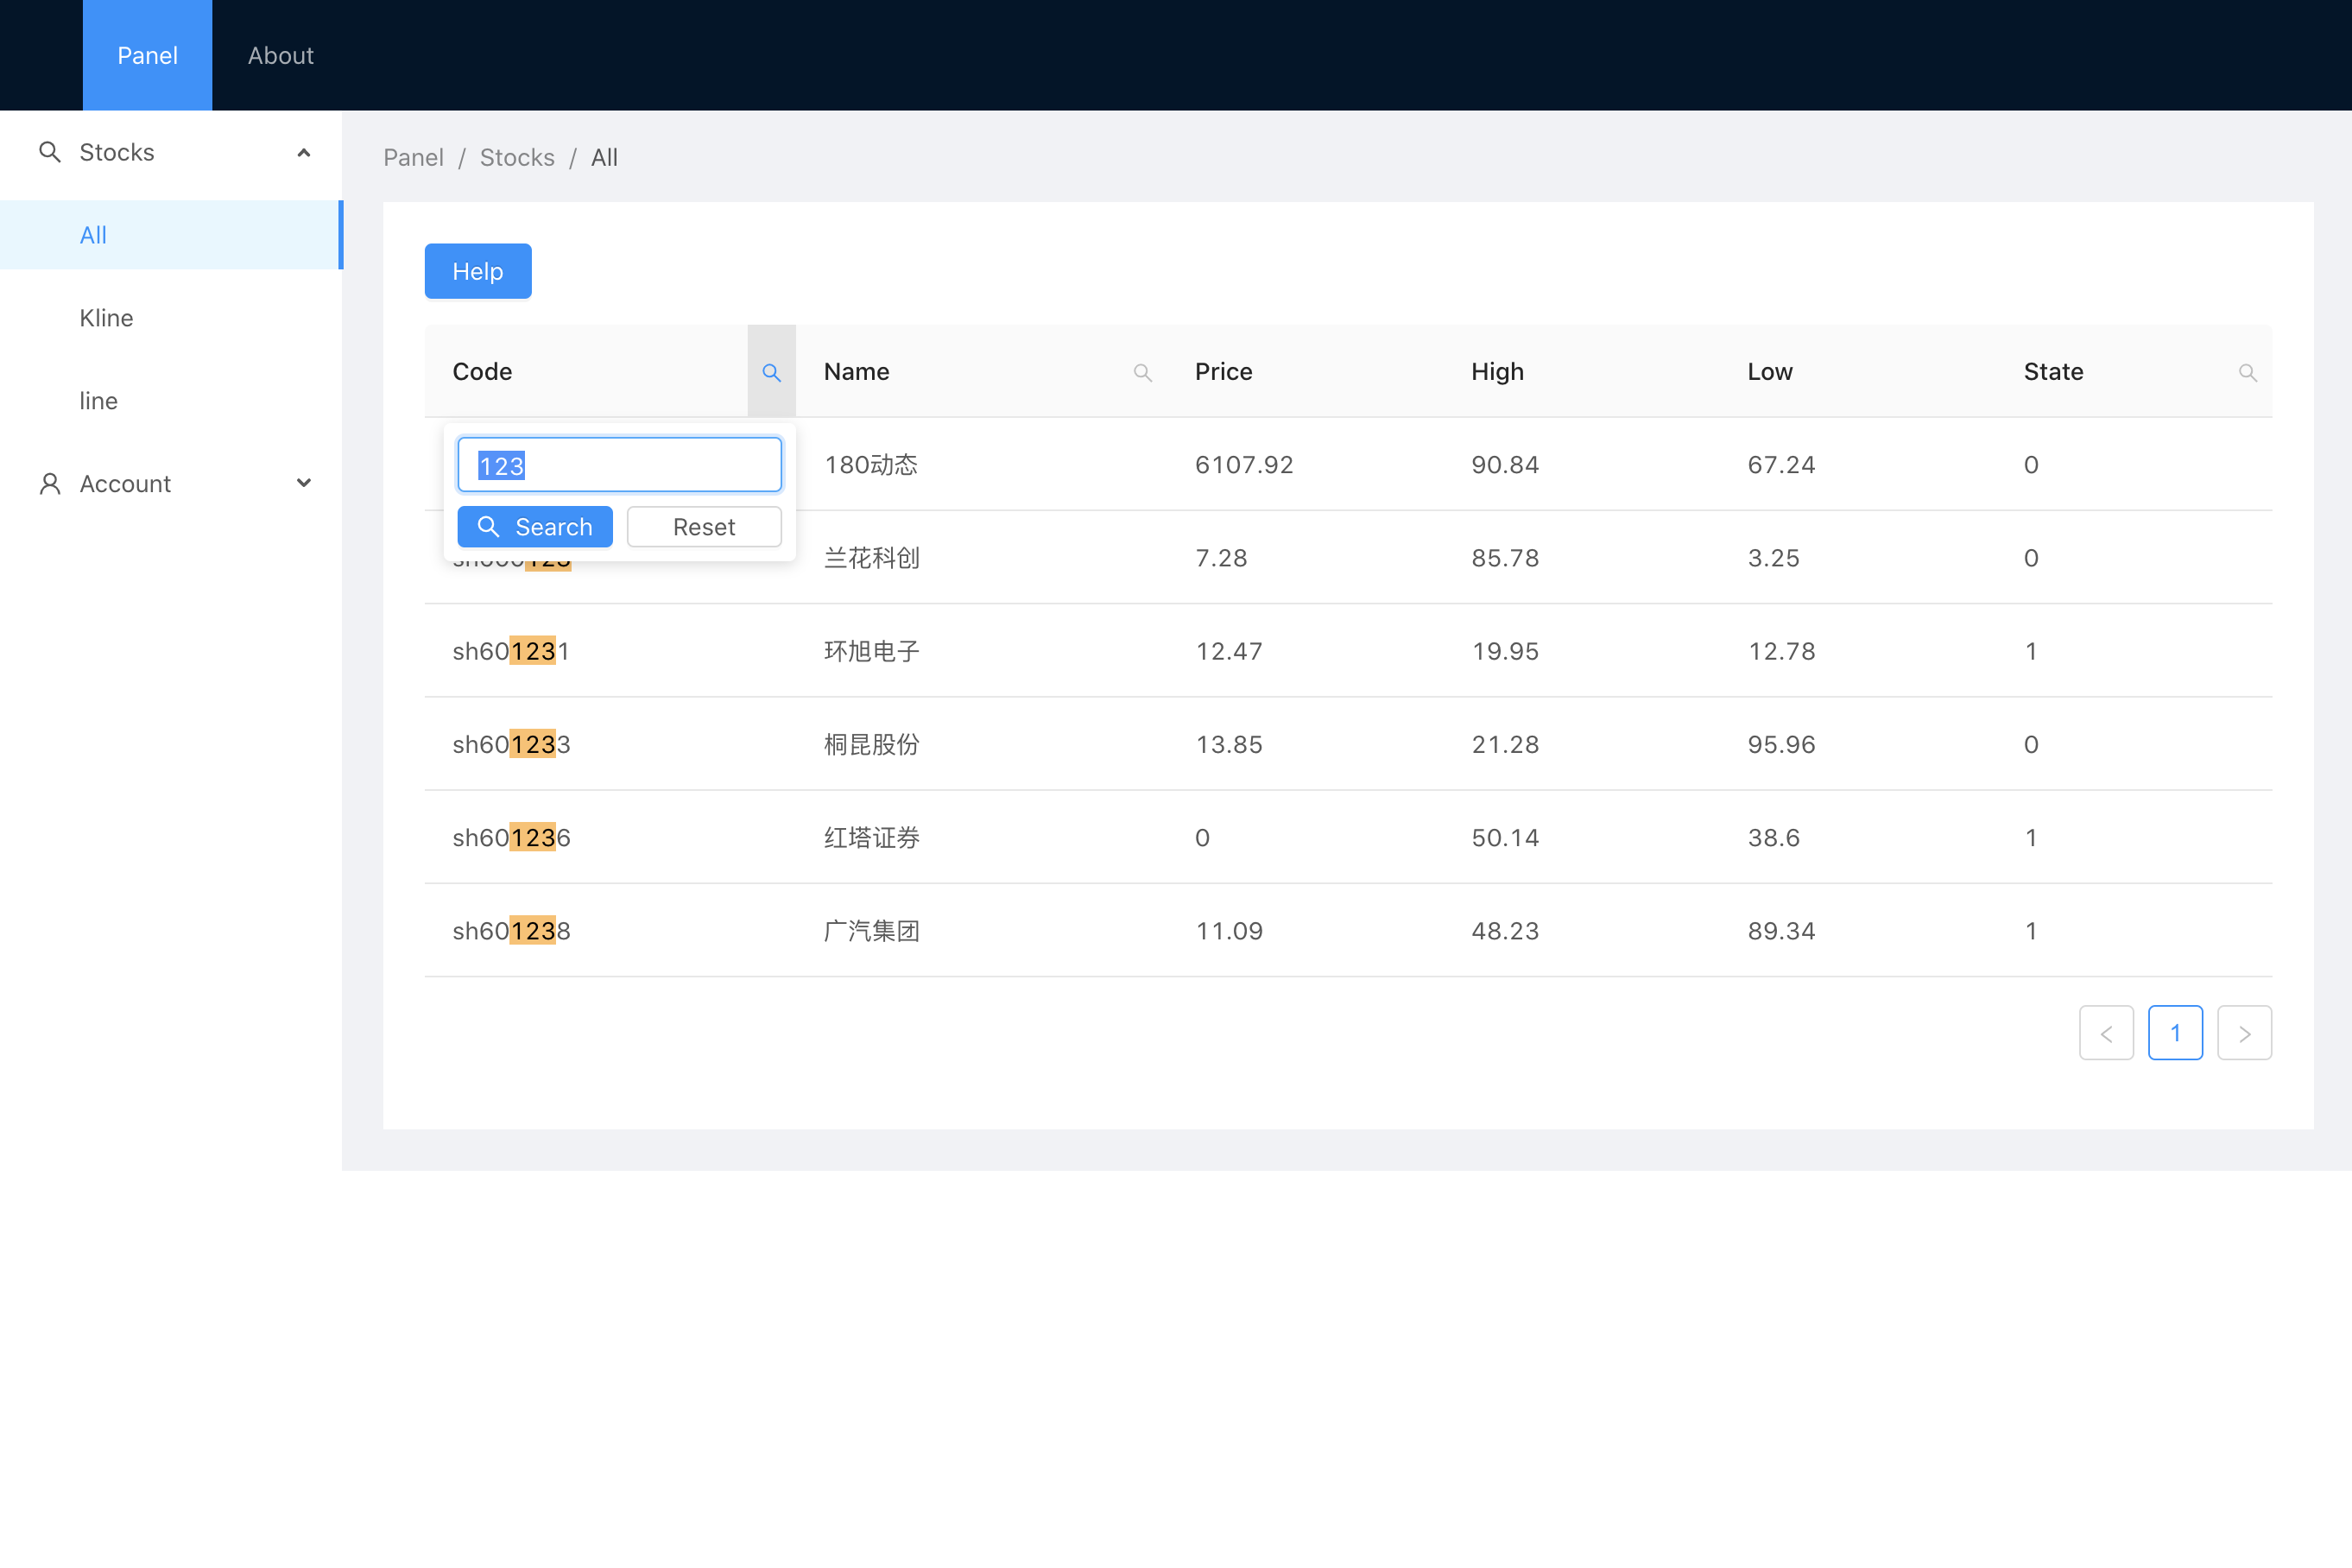 Panel About
Stocks
All
Kline
line
Account
Panel / Stocks / All
Help
Code Name Price High Low State
123
Search Reset
180动态 6107.92 90.84 67.24 0
兰花科创 7.28 85.78 3.25 0
sh601231 环旭电子 12.47 19.95 12.78 1
sh601233 桐昆股份 13.85 21.28 95.96 0
sh601236 红塔证券 0 50.14 38.6 1
sh601238 广汽集团 11.09 48.23 89.34 1
< 1 >